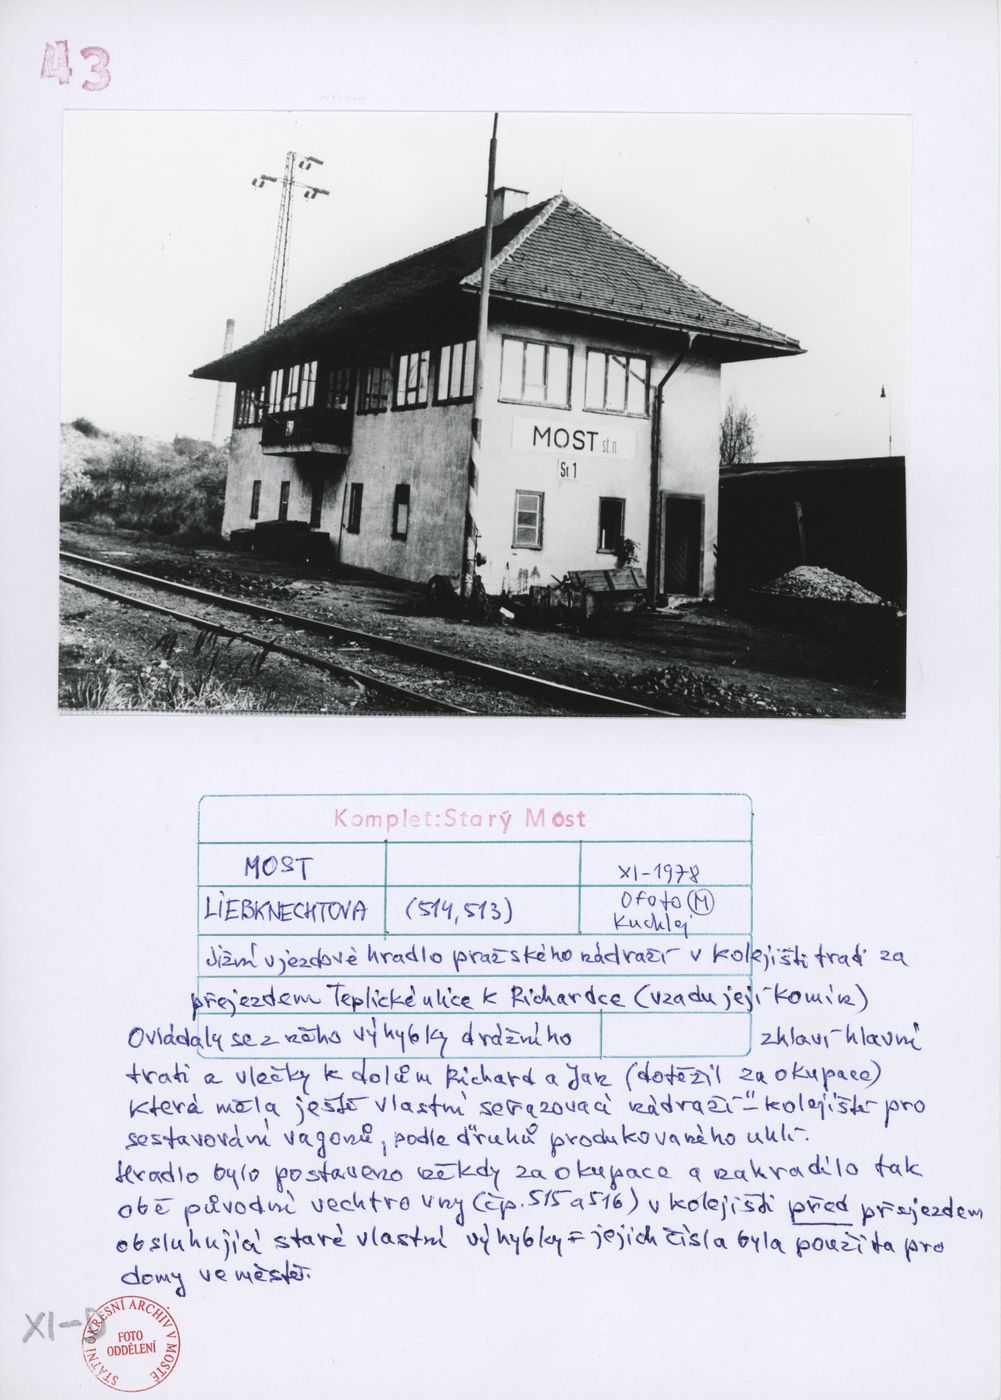 43
MOST st.n.
St 1
Komplet: Starý Most
MOST
XI-1978
LIEBKNECHTOVA
(514, 513)
Ofoto M
Kuchlej
Jižní vjezdové hradlo pražského nádraží v kolejišti trati za
přejezdem Teplické ulice k Richardce (vzadu její komín)
Ovládaly se z něho výhybky drážního zhlaví hlavní
trati a vlečky k dolům Richard a Jan (dotěžil za okupace)
která měla ještě vlastní seřazovací nádraží - kolejiště pro
sestavování vagonů, podle druhů produkovaného uhlí.
Hradlo bylo postaveno někdy za okupace a nahradilo tak
obě původní vechtrovny (čp. 515 a 516) v kolejišti před přejezdem
obsluhující staré vlastní výhybky = jejich čísla byla použita pro
domy ve městě.
XI-D
STÁTNÍ OKRESNÍ ARCHIV V MOSTĚ
FOTO
ODDĚLENÍ